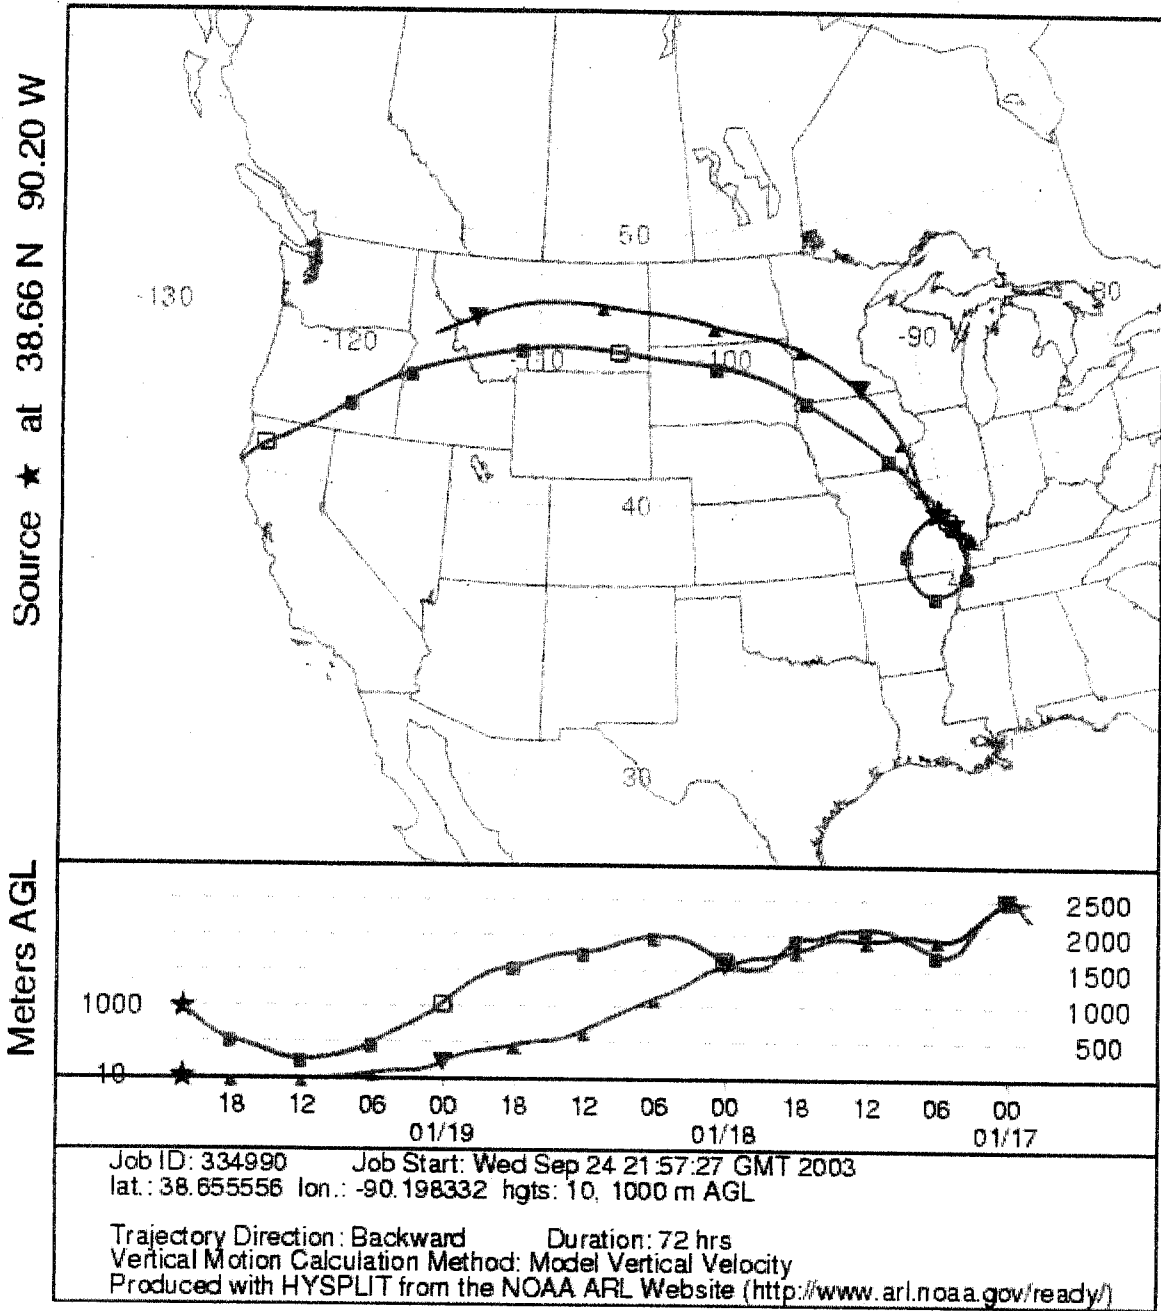 Source ★ at 38.66 N 90.20 W
50
-130
80
-120
-90
-110
100
40
30
Meters AGL
2500
2000
1500
1000
1000
500
10
18 12 06 00 18 12 06 00 18 12 06 00
01/19 01/18 01/17
Job ID: 334990 Job Start: Wed Sep 24 21:57:27 GMT 2003
lat.: 38.655556 lon.: -90.198332 hgts: 10, 1000 m AGL
Trajectory Direction: Backward Duration: 72 hrs
Vertical Motion Calculation Method: Model Vertical Velocity
Produced with HYSPLIT from the NOAA ARL Website (http://www.arl.noaa.gov/ready/)